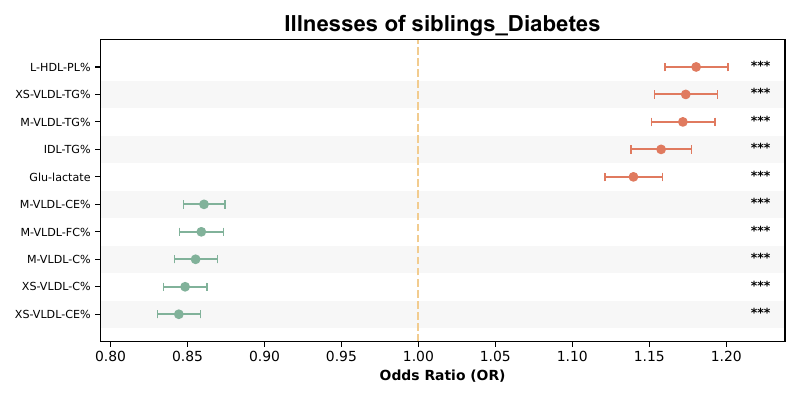 Illnesses of siblings_Diabetes
L-HDL-PL% ***
XS-VLDL-TG% ***
M-VLDL-TG% ***
IDL-TG% ***
Glu-lactate ***
M-VLDL-CE% ***
M-VLDL-FC% ***
M-VLDL-C% ***
XS-VLDL-C% ***
XS-VLDL-CE% ***
0.80 0.85 0.90 0.95 1.00 1.05 1.10 1.15 1.20
Odds Ratio (OR)